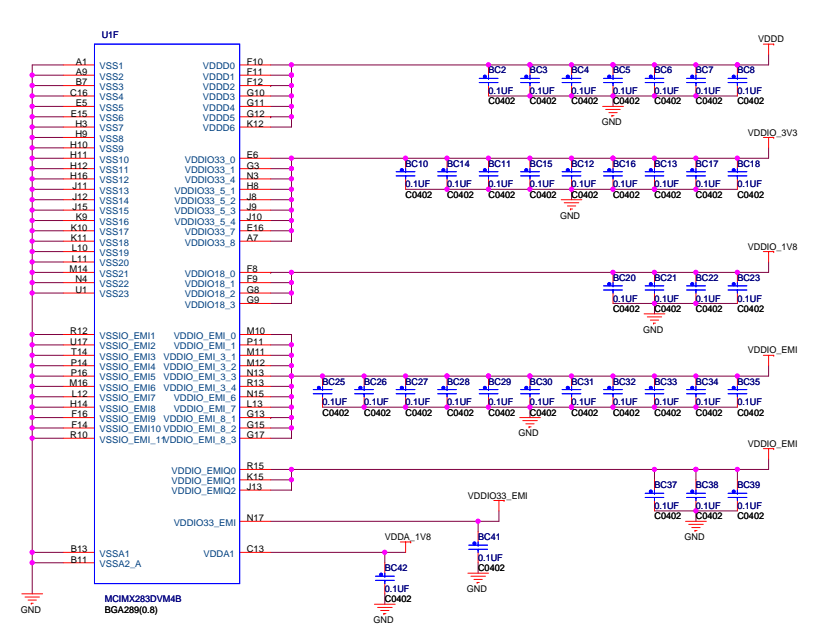 U1F
VDDD
A1 VSS1 VDDD0 F10
A9 VSS2 VDDD1 F11
B7 VSS3 VDDD2 F12
C16 VSS4 VDDD3 G10
E5 VSS5 VDDD4 G11
E15 VSS6 VDDD5 G12
H3 VSS7 VDDD6 K12
H9 VSS8
H10 VSS9
H11 VSS10 VDDIO33_0 E6
H12 VSS11 VDDIO33_1 G3
H16 VSS12 VDDIO33_4 N3
J11 VSS13 VDDIO33_5_1 H8
J12 VSS14 VDDIO33_5_2 J8
J15 VSS15 VDDIO33_5_3 J9
K9 VSS16 VDDIO33_5_4 J10
K10 VSS17 VDDIO33_7 E16
K11 VSS18 VDDIO33_8 A7
L10 VSS19
L11 VSS20
M14 VSS21 VDDIO18_0 F8
N4 VSS22 VDDIO18_1 F9
U1 VSS23 VDDIO18_2 G8
VDDIO18_3 G9
R12 VSSIO_EMI1 VDDIO_EMI_0 M10
U17 VSSIO_EMI2 VDDIO_EMI_1 P11
T14 VSSIO_EMI3 VDDIO_EMI_3_1 M11
P14 VSSIO_EMI4 VDDIO_EMI_3_2 M12
P16 VSSIO_EMI5 VDDIO_EMI_3_3 N13
M16 VSSIO_EMI6 VDDIO_EMI_3_4 R13
L12 VSSIO_EMI7 VDDIO_EMI_6 N15
H14 VSSIO_EMI8 VDDIO_EMI_7 L13
F16 VSSIO_EMI9 VDDIO_EMI_8_1 G13
F14 VSSIO_EMI10 VDDIO_EMI_8_2 G15
R10 VSSIO_EMI_11 VDDIO_EMI_8_3 G17
VDDIO_EMIQ0 R15
VDDIO_EMIQ1 K15
VDDIO_EMIQ2 J13
VDDIO33_EMI N17
B13 VSSA1 VDDA1 C13
B11 VSSA2_A
GND
MCIMX283DVM4B
BGA289(0.8)
BC2 BC3 BC4 BC5 BC6 BC7 BC8
0.1UF 0.1UF 0.1UF 0.1UF 0.1UF 0.1UF 0.1UF
C0402 C0402 C0402 C0402 C0402 C0402 C0402
GND
VDDIO_3V3
BC10 BC14 BC11 BC15 BC12 BC16 BC13 BC17 BC18
0.1UF 0.1UF 0.1UF 0.1UF 0.1UF 0.1UF 0.1UF 0.1UF 0.1UF
C0402 C0402 C0402 C0402 C0402 C0402 C0402 C0402 C0402
GND
VDDIO_1V8
BC20 BC21 BC22 BC23
0.1UF 0.1UF 0.1UF 0.1UF
C0402 C0402 C0402 C0402
GND
VDDIO_EMI
BC25 BC26 BC27 BC28 BC29 BC30 BC31 BC32 BC33 BC34 BC35
0.1UF 0.1UF 0.1UF 0.1UF 0.1UF 0.1UF 0.1UF 0.1UF 0.1UF 0.1UF 0.1UF
C0402 C0402 C0402 C0402 C0402 C0402 C0402 C0402 C0402 C0402 C0402
GND
VDDIO_EMI
BC37 BC38 BC39
0.1UF 0.1UF 0.1UF
C0402 C0402 C0402
GND
VDDIO33_EMI
BC41
0.1UF
C0402
GND
VDDA_1V8
BC42
0.1UF
C0402
GND